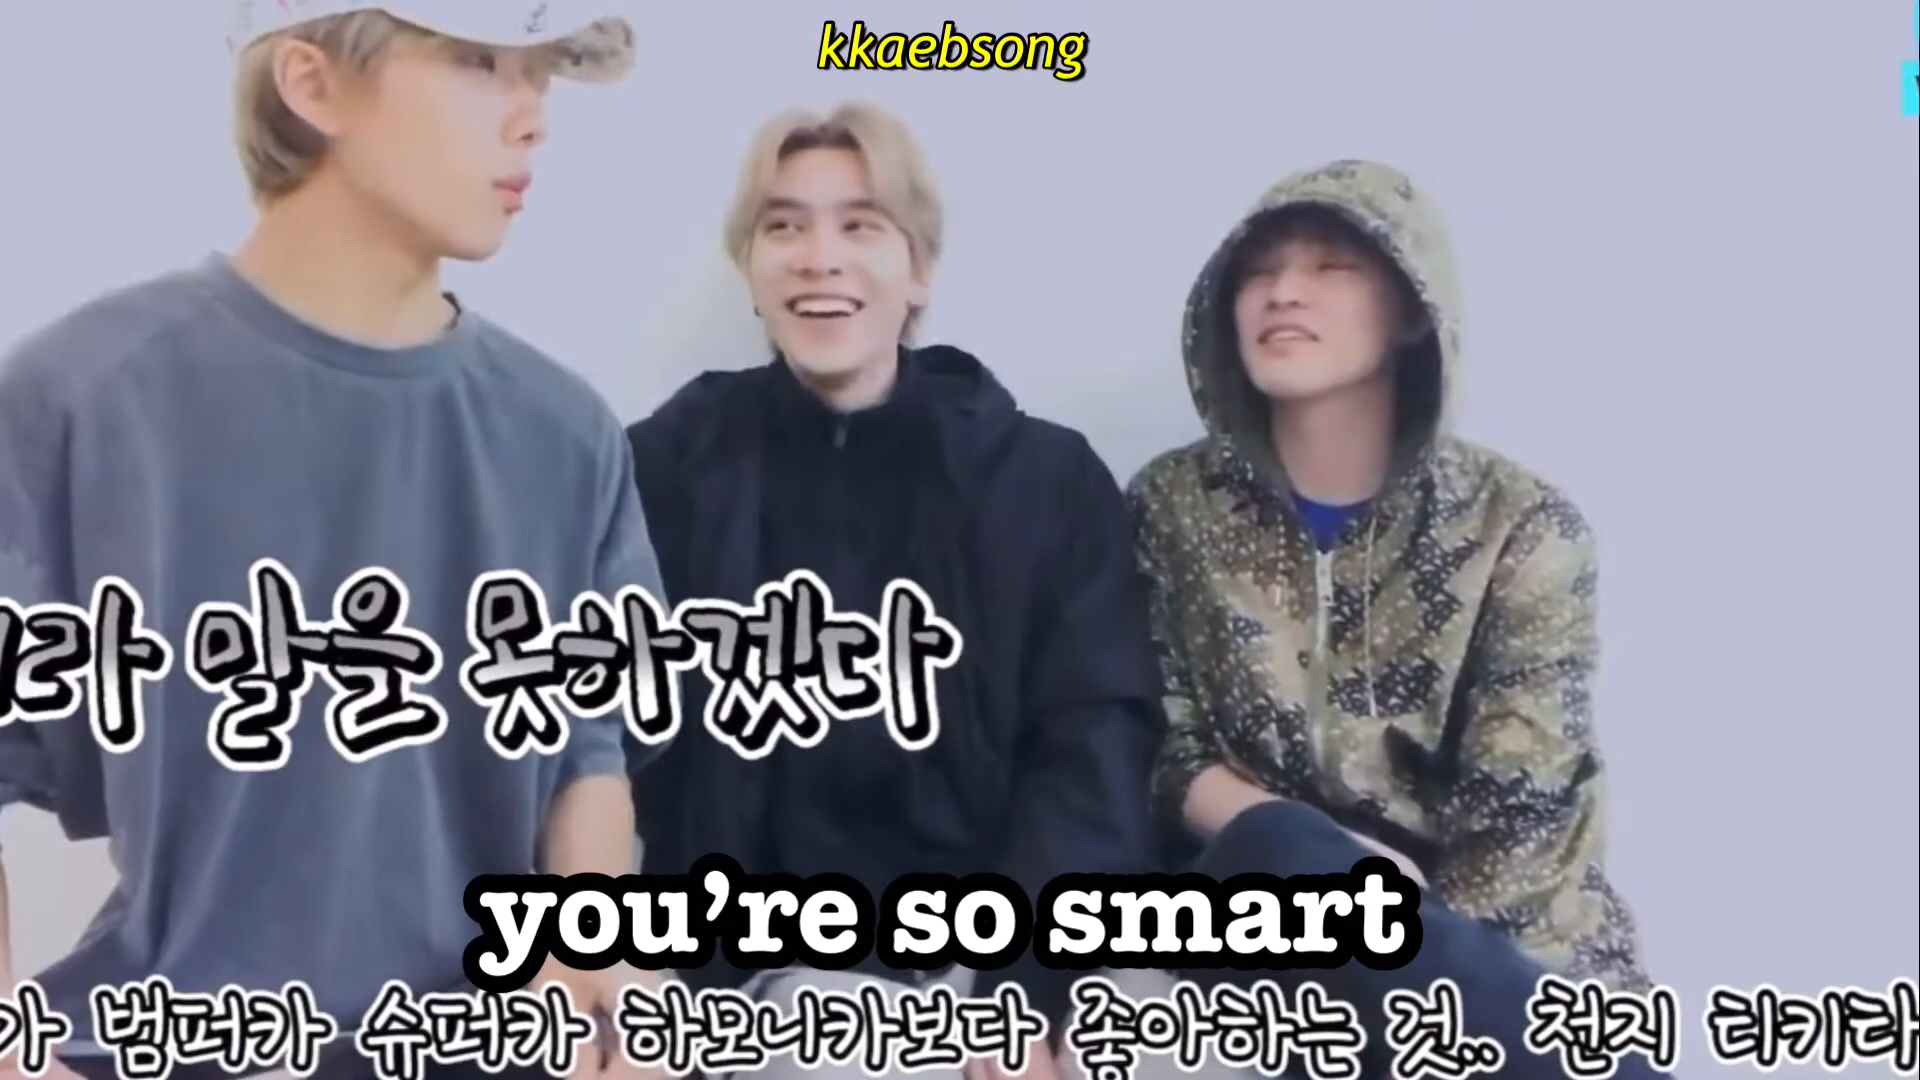 kkaebsong
라 말을 못하겠다
you're so smart
가 범퍼카 슈퍼카 하모니카보다 좋아하는 것.. 천지 티키타